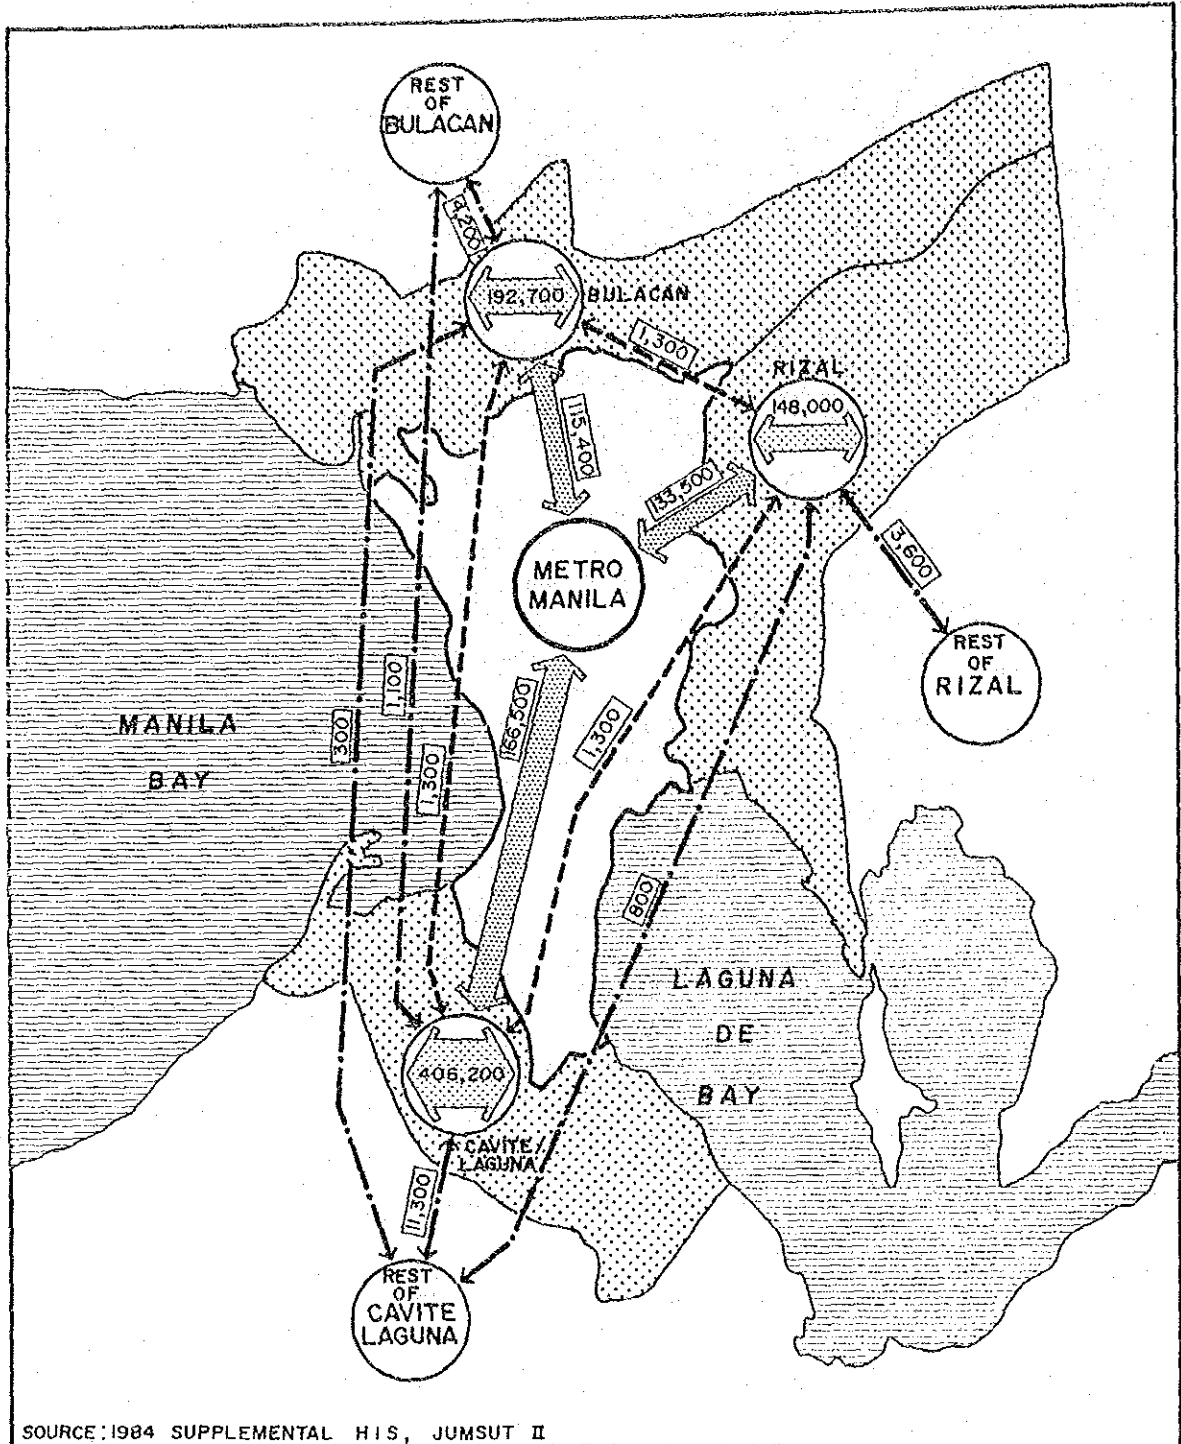 REST
OF
BULACAN
4,200
192,700
BULACAN
1,300
RIZAL
148,000
115,400
133,500
3,600
METRO
MANILA
REST
OF
RIZAL
MANILA
BAY
300
1,100
1,300
166,500
1,300
800
LAGUNA
DE
BAY
406,200
CAVITE/
LAGUNA
11,300
REST
OF
CAVITE
LAGUNA
SOURCE: 1984 SUPPLEMENTAL HIS, JUMSUT II